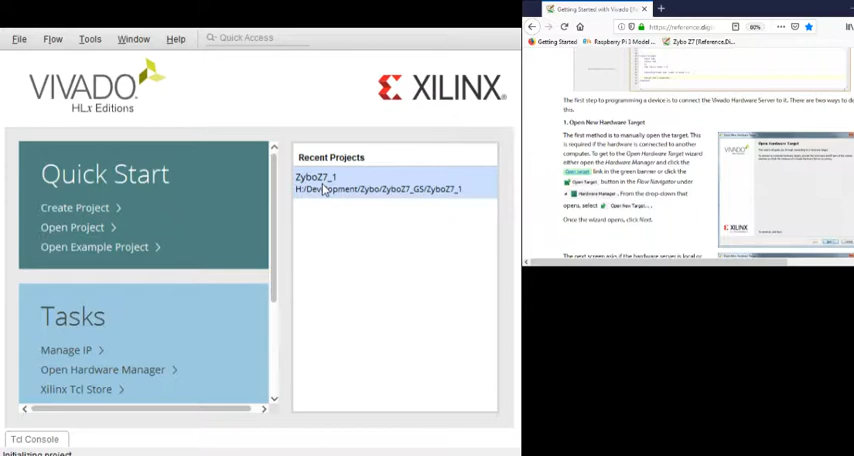 File Flow Tools Window Help Quick Access
VIVADO
HLx Editions
XILINX
Quick Start
Create Project >
Open Project >
Open Example Project >
Tasks
Manage IP >
Open Hardware Manager >
Xilinx Tcl Store >
Recent Projects
ZyboZ7_1
H:/Development/Zybo/ZyboZ7_GS/ZyboZ7_1
Tcl Console
Initializing project
Getting Started with Vivado [R
https://reference.digi
60%
Getting Started Raspberry Pi 3 Model ... Zybo Z7 [Reference.Di...
The first step to programming a device is to connect the Vivado Hardware Server to it. There are two ways to do
this.
1. Open New Hardware Target
The first method is to manually open the target. This
is required if the hardware is connected to another
computer. To get to the Open Hardware Target wizard
either open the Hardware Manager and click the
Open target link in the green banner or click the
Open Target button in the Flow Navigator under
Hardware Manager . From the drop-down that
opens, select Open New Target...
Once the wizard opens, click Next.
The next screen asks if the hardware server is local or
Open Hardware Target
VIVADO
XILINX